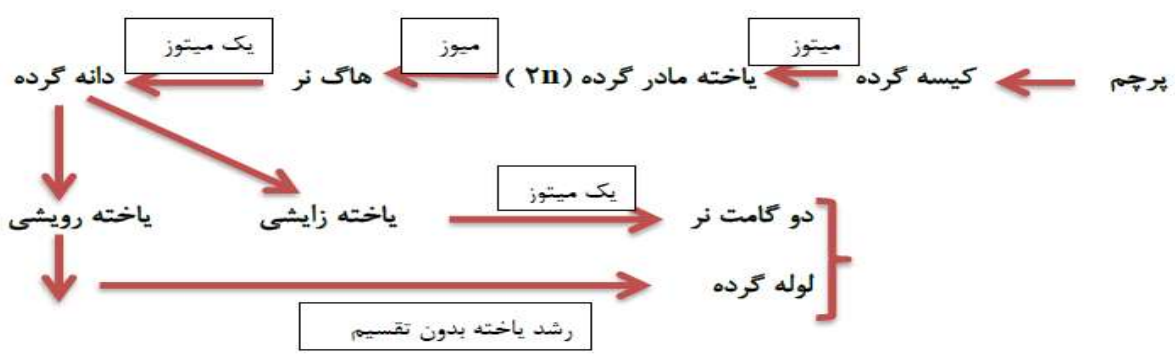 میتوز میوز یک میتوز
پرچم کیسه گرده یاخته مادر گرده (۲n ) هاگ نر دانه گرده
یک میتوز
دو گامت نر یاخته زایشی یاخته رویشی
لوله گرده
رشد یاخته بدون تقسیم